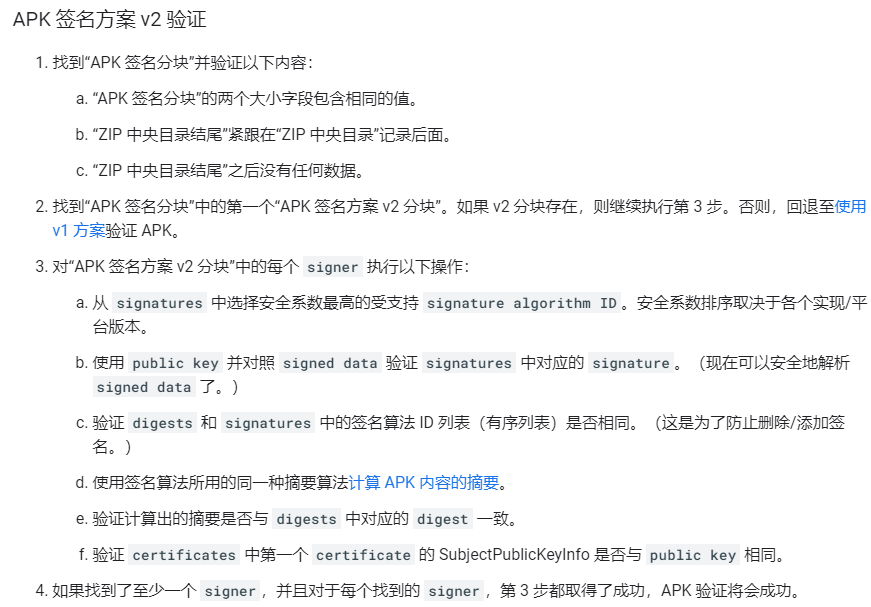 APK 签名方案 v2 验证
1. 找到“APK 签名分块”并验证以下内容：
a. “APK 签名分块”的两个大小字段包含相同的值。
b. “ZIP 中央目录结尾”紧跟在“ZIP 中央目录”记录后面。
c. “ZIP 中央目录结尾”之后没有任何数据。
2. 找到“APK 签名分块”中的第一个“APK 签名方案 v2 分块”。如果 v2 分块存在，则继续执行第 3 步。否则，回退至使用
v1 方案验证 APK。
3. 对“APK 签名方案 v2 分块”中的每个 signer 执行以下操作：
a. 从 signatures 中选择安全系数最高的受支持 signature algorithm ID。安全系数排序取决于各个实现/平
台版本。
b. 使用 public key 并对照 signed data 验证 signatures 中对应的 signature。（现在可以安全地解析
signed data 了。）
c. 验证 digests 和 signatures 中的签名算法 ID 列表（有序列表）是否相同。（这是为了防止删除/添加签
名。）
d. 使用签名算法所用的同一种摘要算法计算 APK 内容的摘要。
e. 验证计算出的摘要是否与 digests 中对应的 digest 一致。
f. 验证 certificates 中第一个 certificate 的 SubjectPublicKeyInfo 是否与 public key 相同。
4. 如果找到了至少一个 signer，并且对于每个找到的 signer，第 3 步都取得了成功，APK 验证将会成功。